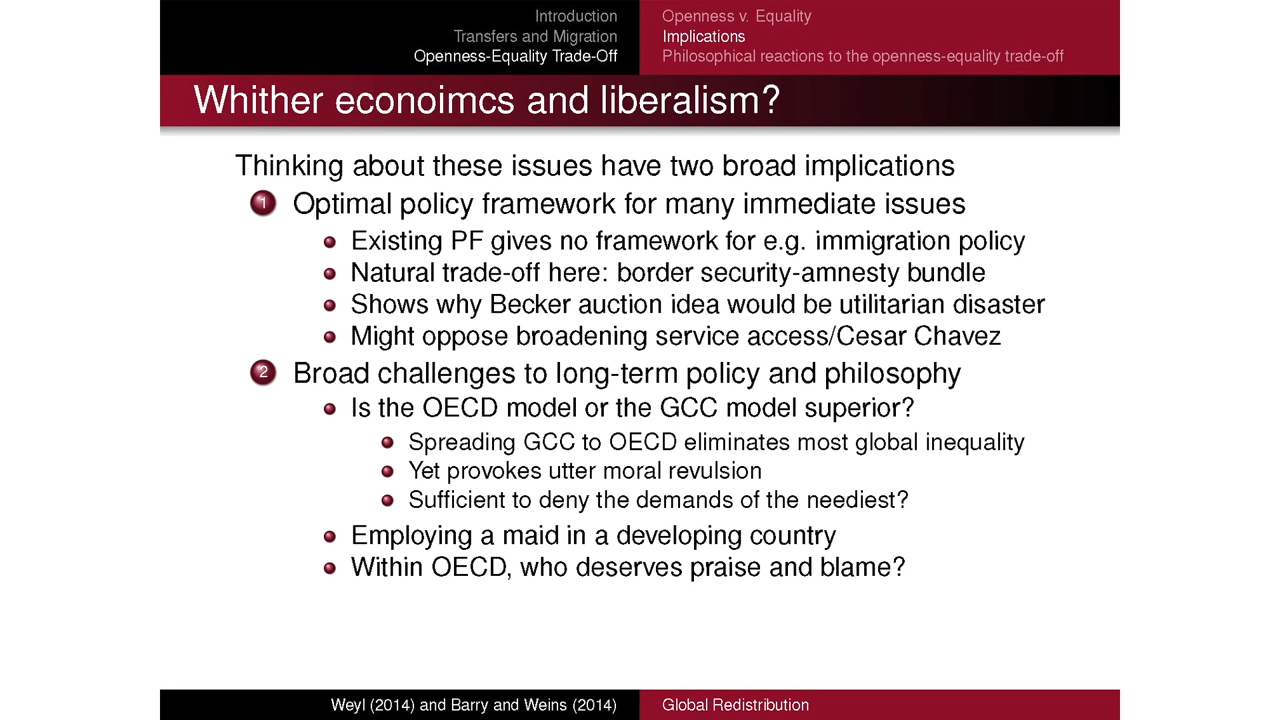 Introduction
Transfers and Migration
Openness-Equality Trade-Off
Openness v. Equality
Implications
Philosophical reactions to the openness-equality trade-off
Whither econoimcs and liberalism?
Thinking about these issues have two broad implications
1 Optimal policy framework for many immediate issues
Existing PF gives no framework for e.g. immigration policy
Natural trade-off here: border security-amnesty bundle
Shows why Becker auction idea would be utilitarian disaster
Might oppose broadening service access/Cesar Chavez
2 Broad challenges to long-term policy and philosophy
Is the OECD model or the GCC model superior?
Spreading GCC to OECD eliminates most global inequality
Yet provokes utter moral revulsion
Sufficient to deny the demands of the neediest?
Employing a maid in a developing country
Within OECD, who deserves praise and blame?
Weyl (2014) and Barry and Weins (2014)
Global Redistribution